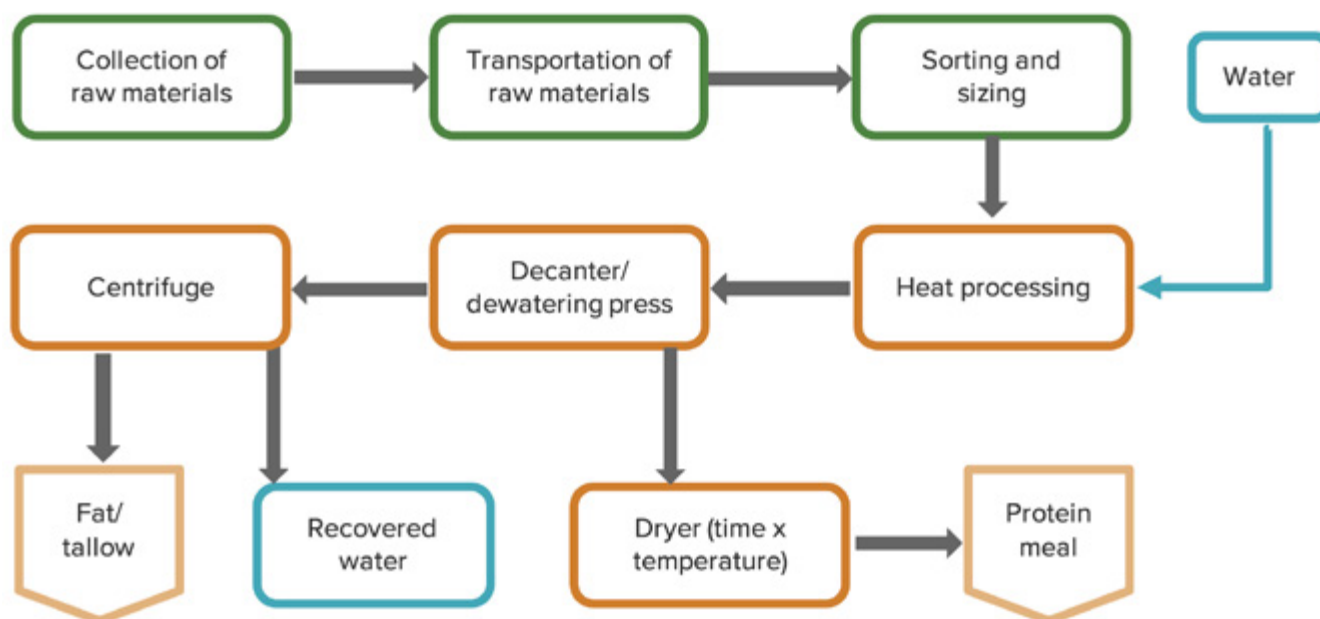 Collection of
raw materials
Transportation of
raw materials
Sorting and
sizing
Water
Centrifuge
Decanter/
dewatering press
Heat processing
Fat/
tallow
Recovered
water
Dryer (time x
temperature)
Protein
meal